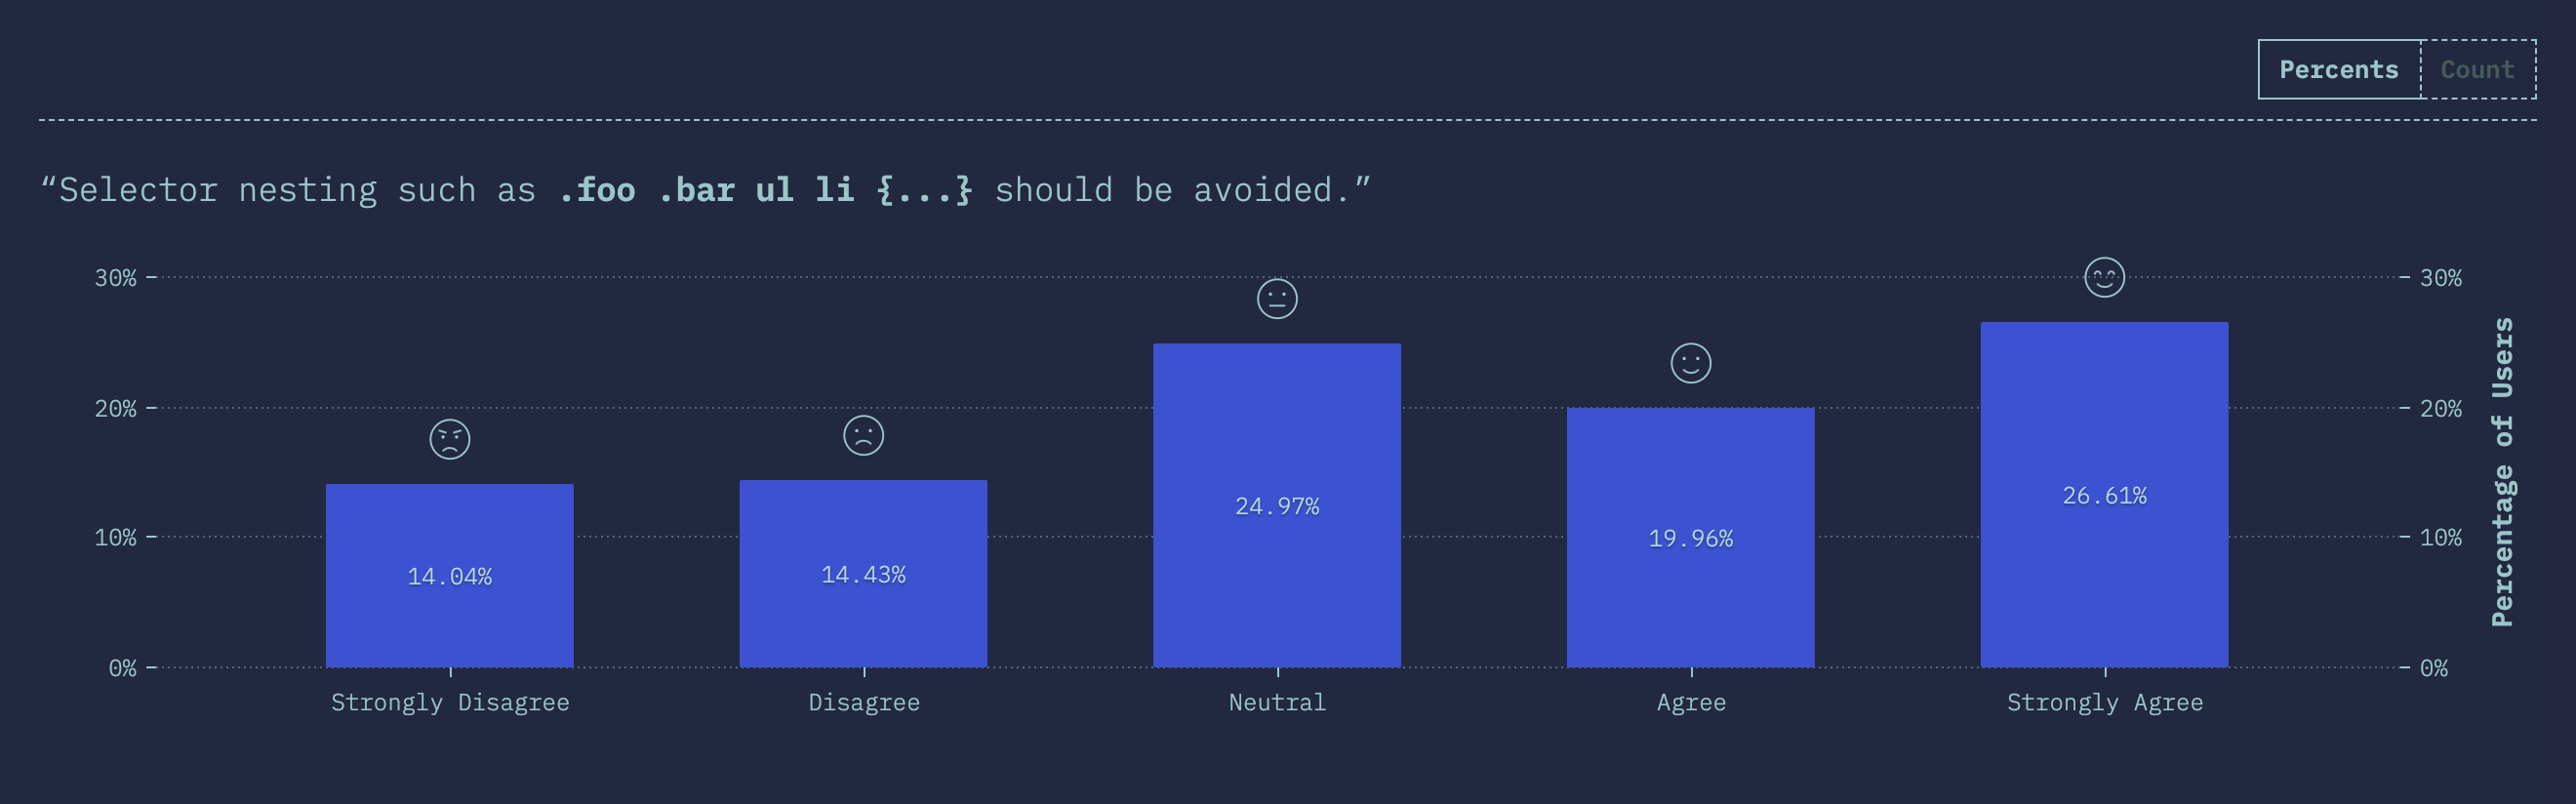 Percents Count
“Selector nesting such as .foo .bar ul li {...} should be avoided.”
30% 30%
20% 20%
10% 10%
0% 0%
14.04% 14.43% 24.97% 19.96% 26.61%
Strongly Disagree Disagree Neutral Agree Strongly Agree
Percentage of Users